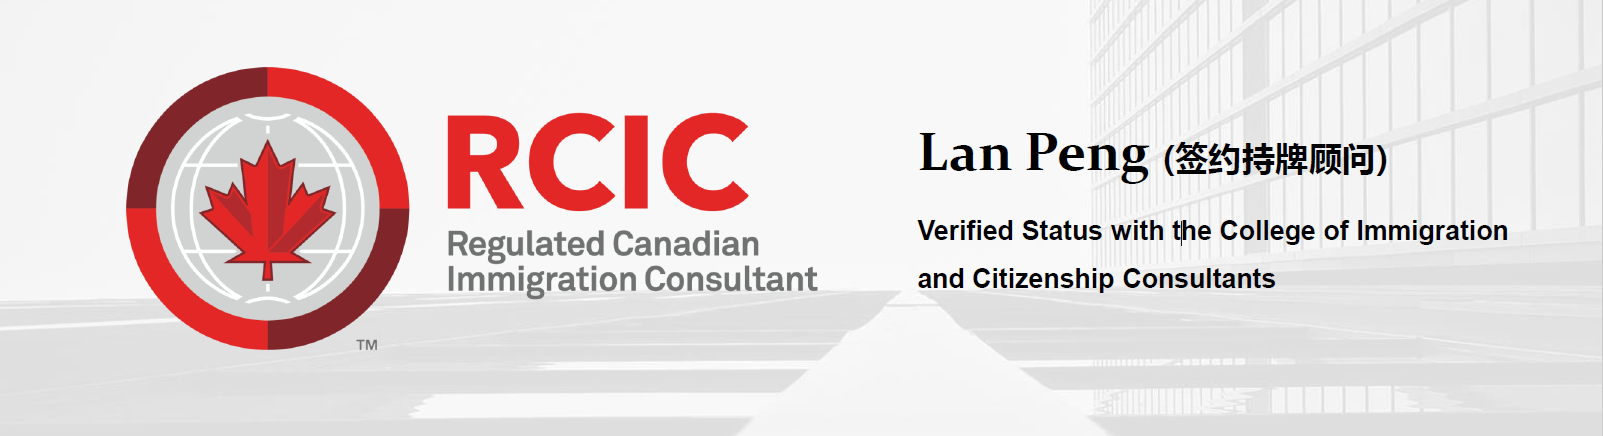 RCIC
Regulated Canadian
Immigration Consultant
TM
Lan Peng (签约持牌顾问)
Verified Status with the College of Immigration
and Citizenship Consultants